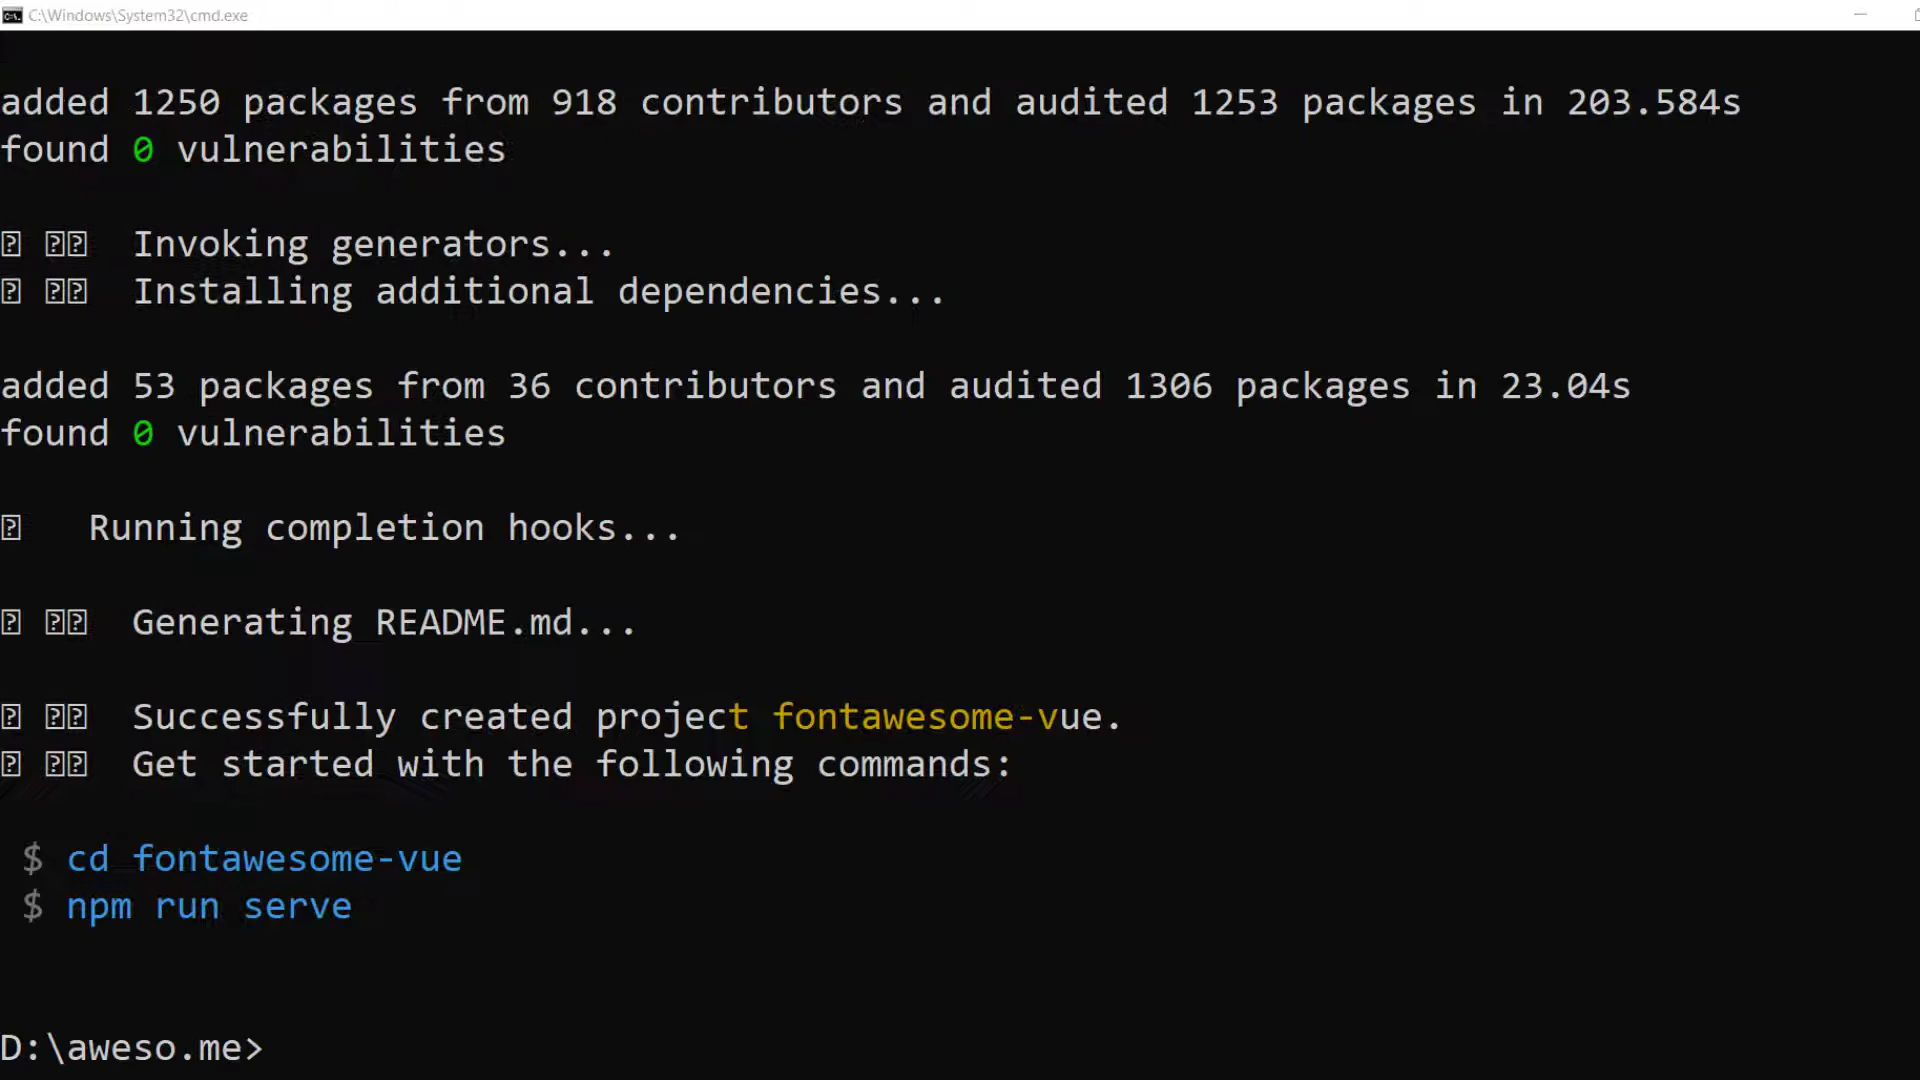 C:\Windows\System32\cmd.exe
added 1250 packages from 918 contributors and audited 1253 packages in 203.584s
found 0 vulnerabilities
⍰ ⍰⍰  Invoking generators...
⍰ ⍰⍰  Installing additional dependencies...
added 53 packages from 36 contributors and audited 1306 packages in 23.04s
found 0 vulnerabilities
⍰   Running completion hooks...
⍰ ⍰⍰  Generating README.md...
⍰ ⍰⍰  Successfully created project fontawesome-vue.
⍰ ⍰⍰  Get started with the following commands:
$ cd fontawesome-vue
$ npm run serve
D:\aweso.me>